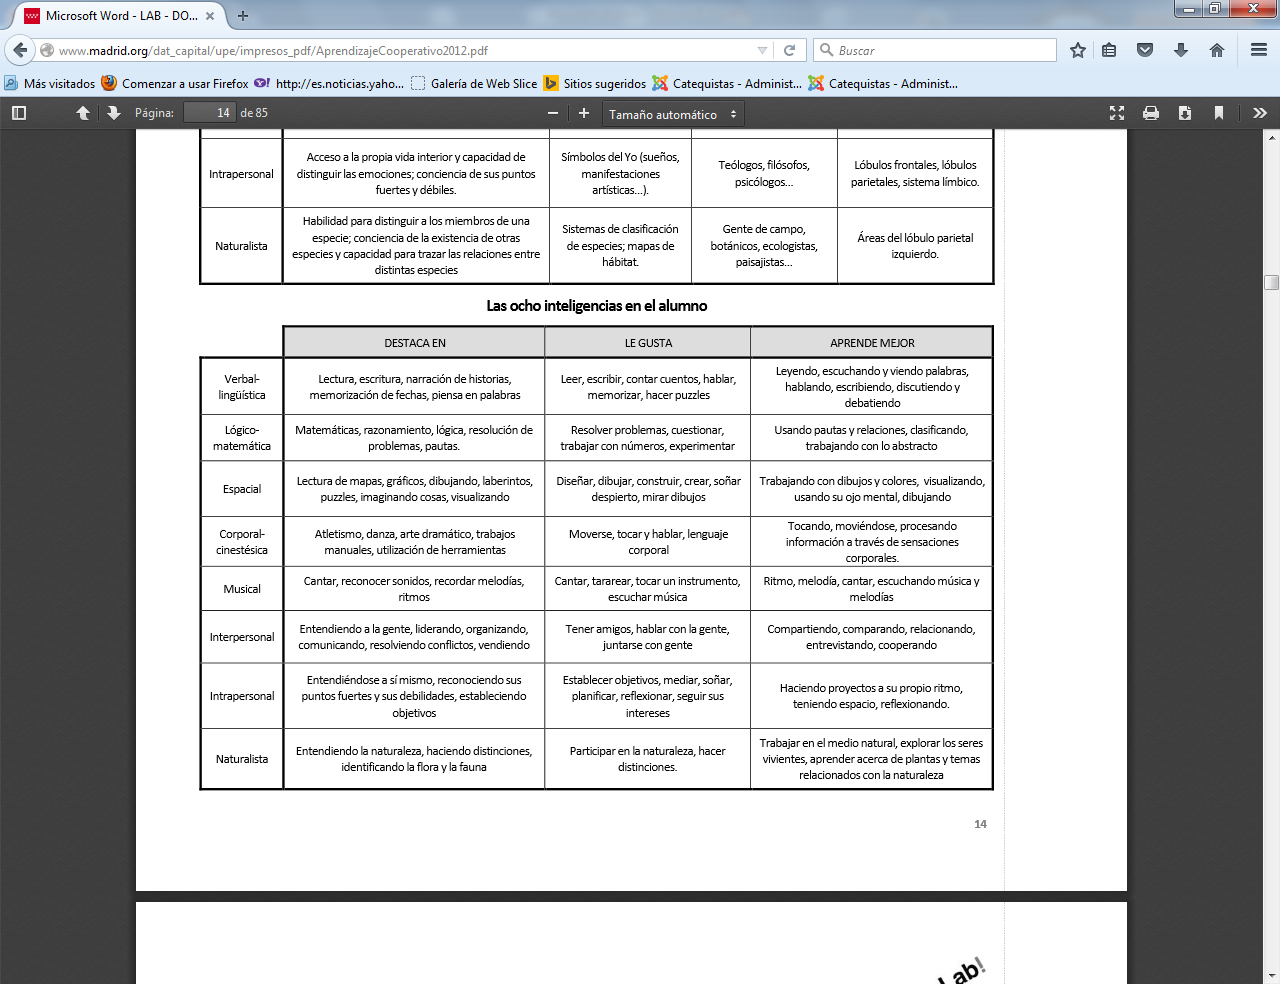 Microsoft Word - LAB - DO...
www.madrid.org/dat_capital/upe/impresos_pdf/AprendizajeCooperativo2012.pdf
Buscar
Más visitados
Comenzar a usar Firefox
http://es.noticias.yaho...
Galería de Web Slice
Sitios sugeridos
Catequistas - Administ...
Catequistas - Administ...
Página:
14
de 85
Tamaño automático
Intrapersonal
Acceso a la propia vida interior y capacidad de
distinguir las emociones; conciencia de sus puntos
fuertes y débiles.
Símbolos del Yo (sueños,
manifestaciones
artísticas...).
Teólogos, filósofos,
psicólogos...
Lóbulos frontales, lóbulos
parietales, sistema límbico.
Naturalista
Habilidad para distinguir a los miembros de una
especie; conciencia de la existencia de otras
especies y capacidad para trazar las relaciones entre
distintas especies
Sistemas de clasificación
de especies; mapas de
hábitat.
Gente de campo,
botánicos, ecologistas,
paisajistas...
Áreas del lóbulo parietal
izquierdo.
Las ocho inteligencias en el alumno
DESTACA EN
LE GUSTA
APRENDE MEJOR
Verbal-
lingüística
Lectura, escritura, narración de historias,
memorización de fechas, piensa en palabras
Leer, escribir, contar cuentos, hablar,
memorizar, hacer puzzles
Leyendo, escuchando y viendo palabras,
hablando, escribiendo, discutiendo y
debatiendo
Lógico-
matemática
Matemáticas, razonamiento, lógica, resolución de
problemas, pautas.
Resolver problemas, cuestionar,
trabajar con números, experimentar
Usando pautas y relaciones, clasificando,
trabajando con lo abstracto
Espacial
Lectura de mapas, gráficos, dibujando, laberintos,
puzzles, imaginando cosas, visualizando
Diseñar, dibujar, construir, crear, soñar
despierto, mirar dibujos
Trabajando con dibujos y colores, visualizando,
usando su ojo mental, dibujando
Corporal-
cinestésica
Atletismo, danza, arte dramático, trabajos
manuales, utilización de herramientas
Moverse, tocar y hablar, lenguaje
corporal
Tocando, moviéndose, procesando
información a través de sensaciones
corporales.
Musical
Cantar, reconocer sonidos, recordar melodías,
ritmos
Cantar, tararear, tocar un instrumento,
escuchar música
Ritmo, melodía, cantar, escuchando música y
melodías
Interpersonal
Entendiendo a la gente, liderando, organizando,
comunicando, resolviendo conflictos, vendiendo
Tener amigos, hablar con la gente,
juntarse con gente
Compartiendo, comparando, relacionando,
entrevistando, cooperando
Intrapersonal
Entendiéndose a sí mismo, reconociendo sus
puntos fuertes y sus debilidades, estableciendo
objetivos
Establecer objetivos, mediar, soñar,
planificar, reflexionar, seguir sus
intereses
Haciendo proyectos a su propio ritmo,
teniendo espacio, reflexionando.
Naturalista
Entendiendo la naturaleza, haciendo distinciones,
identificando la flora y la fauna
Participar en la naturaleza, hacer
distinciones.
Trabajar en el medio natural, explorar los seres
vivientes, aprender acerca de plantas y temas
relacionados con la naturaleza
14
Lab!